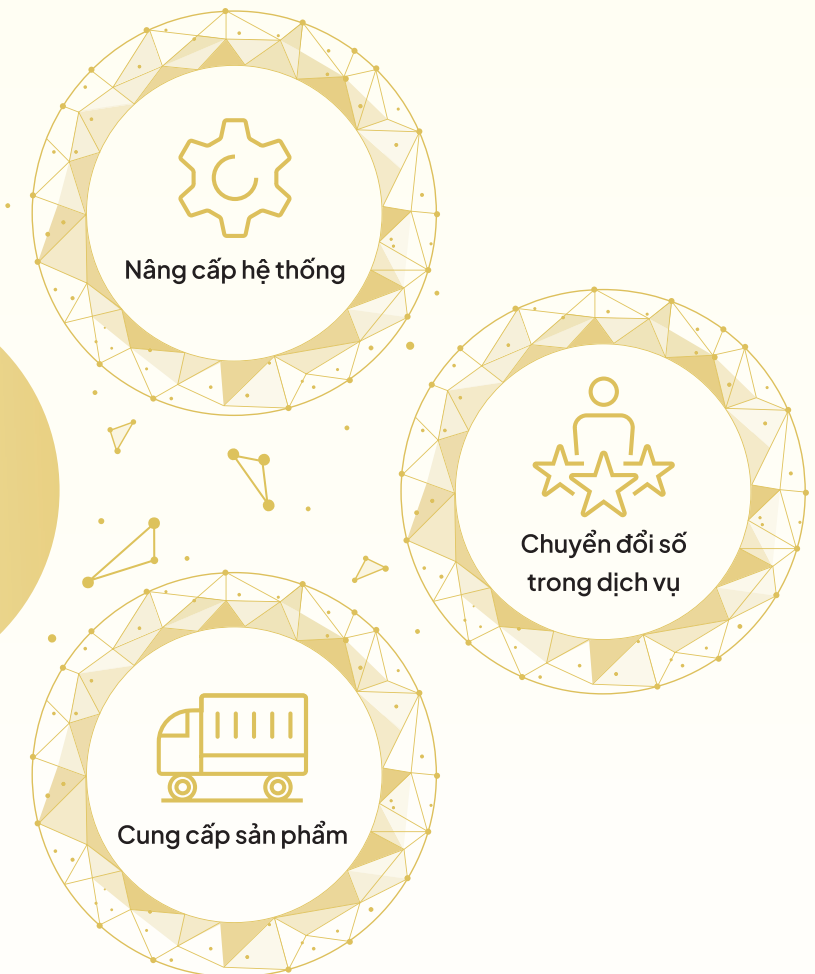 Nâng cấp hệ thống
Chuyển đổi số
trong dịch vụ
Cung cấp sản phẩm